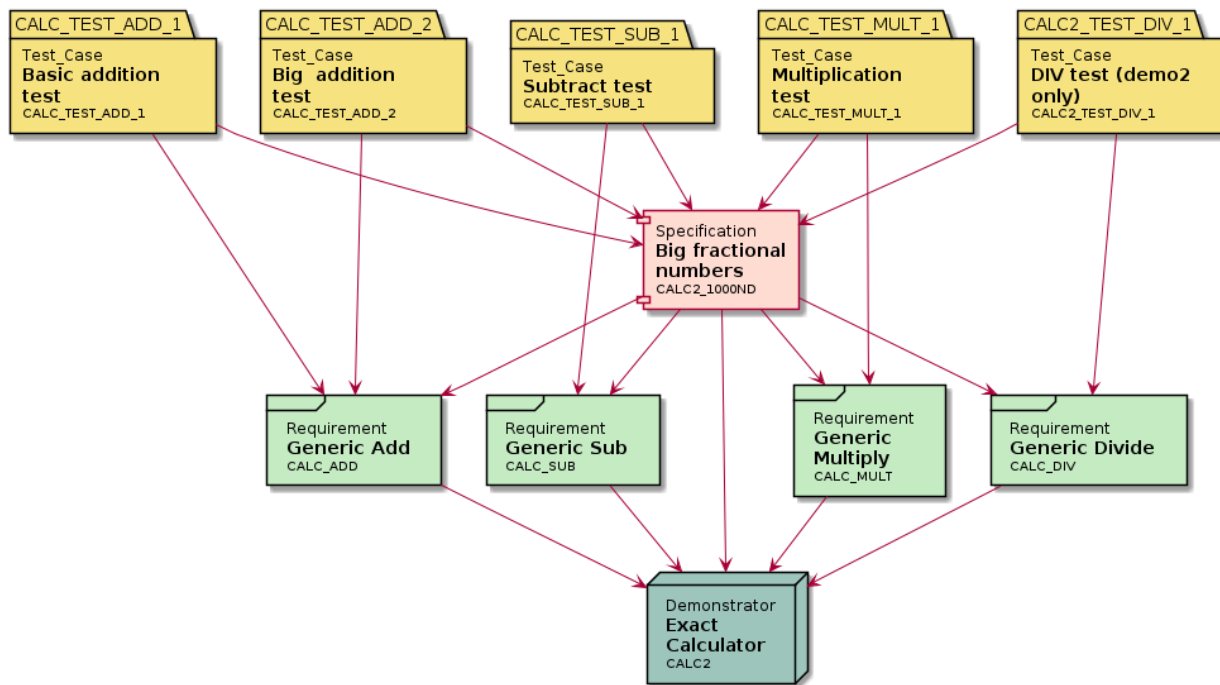 CALC_TEST_ADD_1
Test_Case
Basic addition
test
CALC_TEST_ADD_1
CALC_TEST_ADD_2
Test_Case
Big addition
test
CALC_TEST_ADD_2
CALC_TEST_SUB_1
Test_Case
Subtract test
CALC_TEST_SUB_1
CALC_TEST_MULT_1
Test_Case
Multiplication
test
CALC_TEST_MULT_1
CALC2_TEST_DIV_1
Test_Case
DIV test (demo2
only)
CALC2_TEST_DIV_1
Specification
Big fractional
numbers
CALC2_1000ND
Requirement
Generic Add
CALC_ADD
Requirement
Generic Sub
CALC_SUB
Requirement
Generic
Multiply
CALC_MULT
Requirement
Generic Divide
CALC_DIV
Demonstrator
Exact
Calculator
CALC2